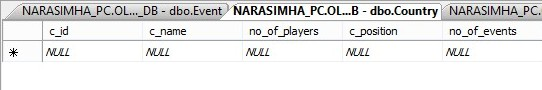 NARASIMHA_PC.OL..._DB - dbo.Event NARASIMHA_PC.OL...B - dbo.Country NARASIMHA_PC.OL
c_id c_name no_of_players c_position no_of_events
* NULL NULL NULL NULL NULL